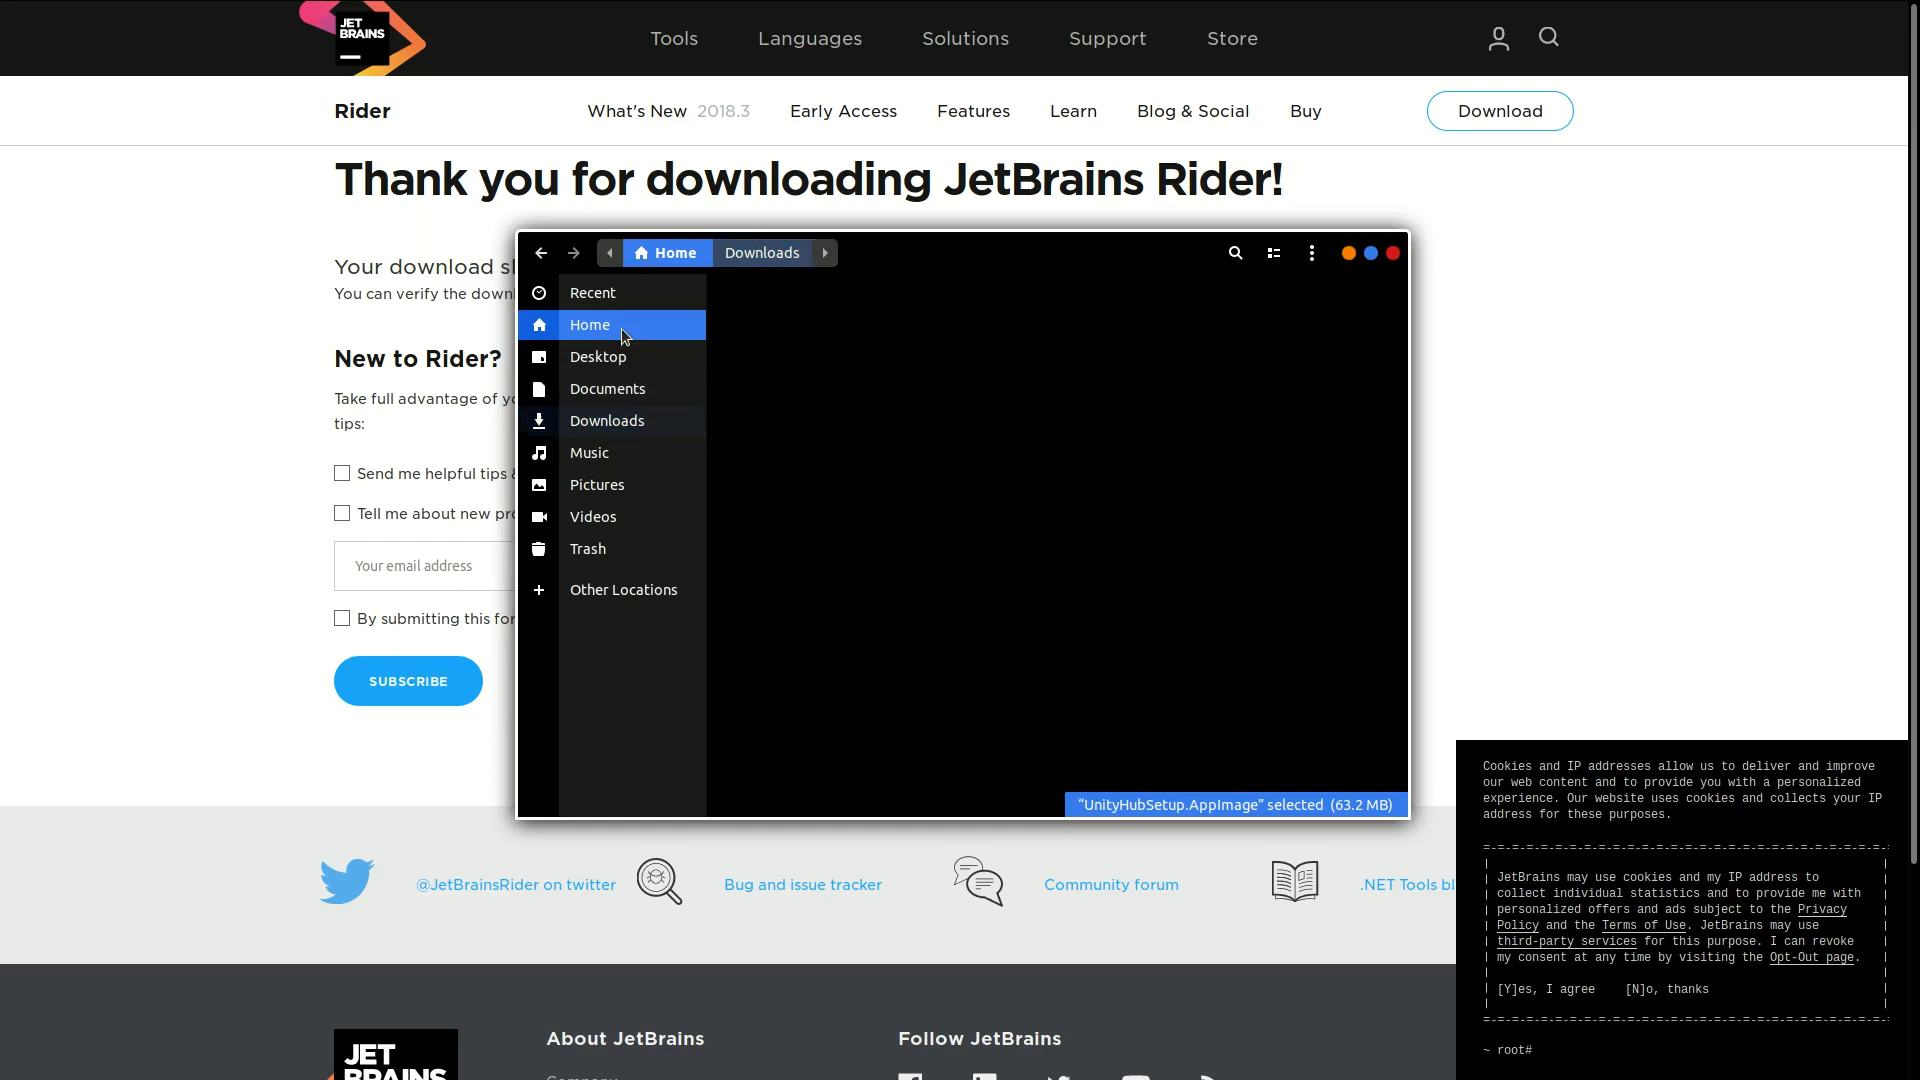 JET
BRAINS
Tools
Languages
Solutions
Support
Store
Rider
What's New 2018.3
Early Access
Features
Learn
Blog & Social
Buy
Download
Thank you for downloading JetBrains Rider!
Your download
You can verify the
New to Rider?
Take full advantage of
tips:
Send me helpful tips
Tell me about new
Your email address
By submitting this
SUBSCRIBE
Home
Downloads
Recent
Home
Desktop
Documents
Downloads
Music
Pictures
Videos
Trash
Other Locations
“UnityHubSetup.AppImage” selected (63.2 MB)
@JetBrainsRider on twitter
Bug and issue tracker
Community forum
.NET Tools
Cookies and IP addresses allow us to deliver and improve
our web content and to provide you with a personalized
experience. Our website uses cookies and collects your IP
address for these purposes.
JetBrains may use cookies and my IP address to
collect individual statistics and to provide me with
personalized offers and ads subject to the Privacy
Policy and the Terms of Use. JetBrains may use
third-party services for this purpose. I can revoke
my consent at any time by visiting the Opt-Out page.
[Y]es, I agree [N]o, thanks
~ root#
JET
BRAINS
About JetBrains
Follow JetBrains